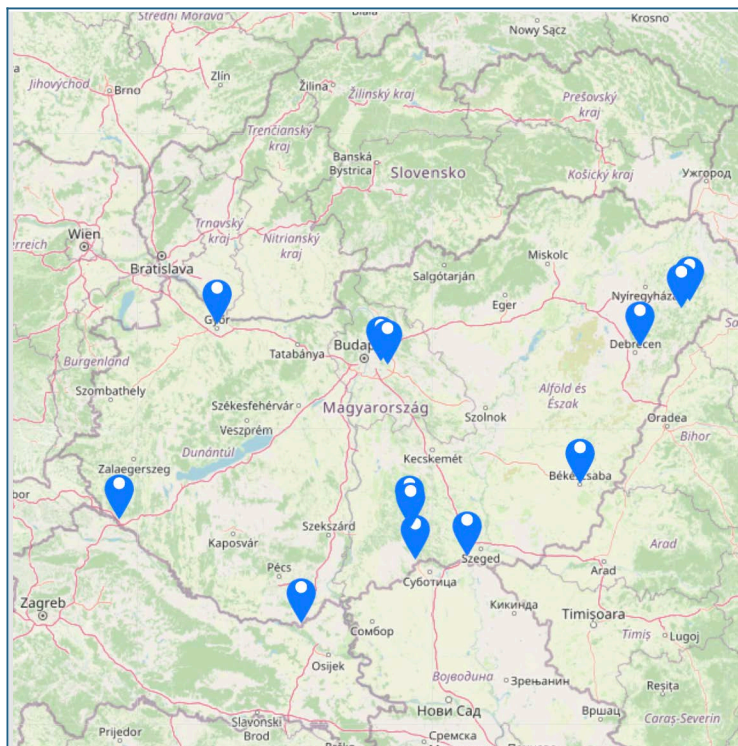 Středni Morava
Nowy Sącz
Krosno
Jihovýchod
Brno
Zlín
Žilina
Žilinský kraj
Prešovský
kraj
Trenčiansky
kraj
Banská
Bystrica
Slovensko
Košický kraj
Ужгород
Wien
Trnavský
kraj
Nitriansky
kraj
Bratislava
Salgótarján
Miskolc
Nyíregyháza
Eger
Győr
Budap
Debrecen
Tatabánya
Burgenland
Szombathely
Székesfehérvár
Magyarország
Alföld és
Észak
Veszprém
Szolnok
Oradea
Bihor
Dunántúl
Kecskemét
Zalaegerszeg
Békéscsaba
Szekszárd
Kaposvár
Szeged
Arad
Pécs
Суботица
Arad
Zagreb
Кикинда
Timișoara
Сомбор
Timiș
Lugoj
Osijek
Војводина
Зрењанин
Reșița
Нови Сад
Вршац
Caraș-Severin
Slavonski
Brod
Prijedor
Сремска